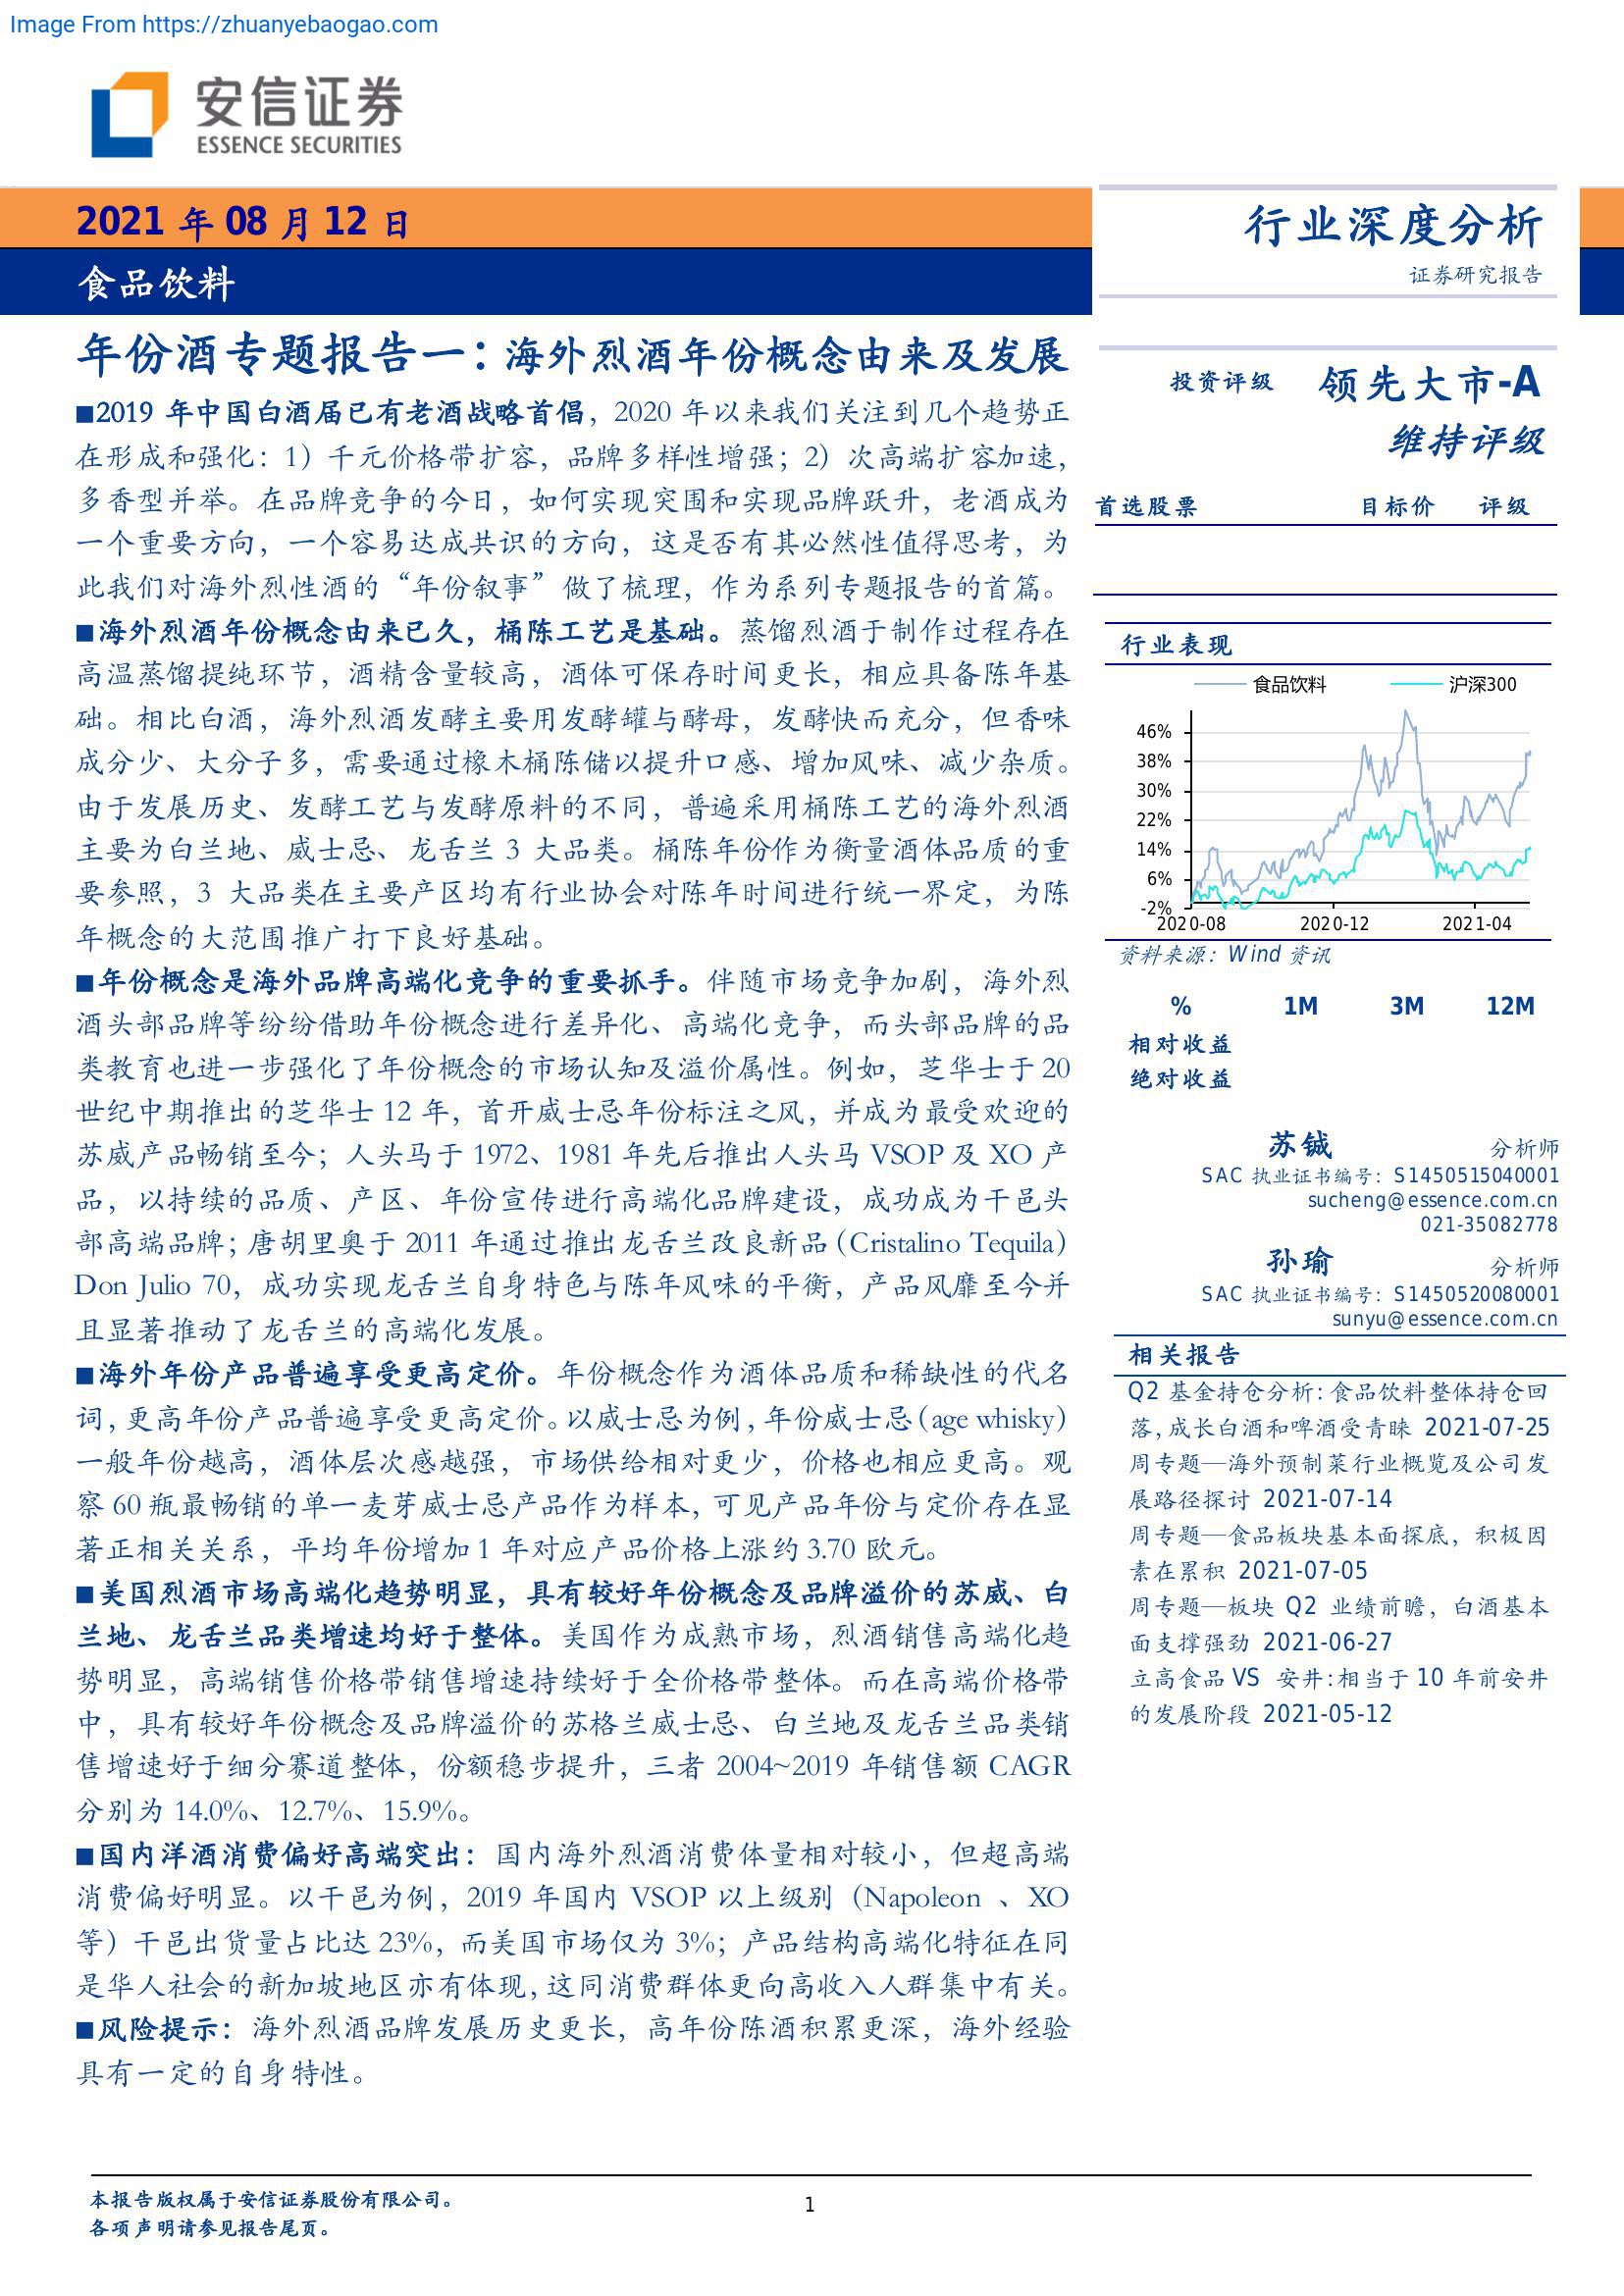 Image From https://zhuanyebaogao.com
安信证券
ESSENCE SECURITIES
2021 年 08 月 12 日
食品饮料
行业深度分析
证券研究报告
年份酒专题报告一：海外烈酒年份概念由来及发展
■2019 年中国白酒届已有老酒战略首倡，2020 年以来我们关注到几个趋势正
在形成和强化：1）千元价格带扩容，品牌多样性增强；2）次高端扩容加速，
多香型并举。在品牌竞争的今日，如何实现突围和实现品牌跃升，老酒成为
一个重要方向，一个容易达成共识的方向，这是否有其必然性值得思考，为
此我们对海外烈性酒的“年份叙事”做了梳理，作为系列专题报告的首篇。
■海外烈酒年份概念由来已久，桶陈工艺是基础。蒸馏烈酒于制作过程存在
高温蒸馏提纯环节，酒精含量较高，酒体可保存时间更长，相应具备陈年基
础。相比白酒，海外烈酒发酵主要用发酵罐与酵母，发酵快而充分，但香味
成分少、大分子多，需要通过橡木桶陈储以提升口感、增加风味、减少杂质。
由于发展历史、发酵工艺与发酵原料的不同，普遍采用桶陈工艺的海外烈酒
主要为白兰地、威士忌、龙舌兰 3 大品类。桶陈年份作为衡量酒体品质的重
要参照，3 大品类在主要产区均有行业协会对陈年时间进行统一界定，为陈
年概念的大范围推广打下良好基础。
■年份概念是海外品牌高端化竞争的重要抓手。伴随市场竞争加剧，海外烈
酒头部品牌等纷纷借助年份概念进行差异化、高端化竞争，而头部品牌的品
类教育也进一步强化了年份概念的市场认知及溢价属性。例如，芝华士于 20
世纪中期推出的芝华士 12 年，首开威士忌年份标注之风，并成为最受欢迎的
苏威产品畅销至今；人头马于 1972、1981 年先后推出人头马 VSOP 及 XO 产
品，以持续的品质、产区、年份宣传进行高端化品牌建设，成功成为干邑头
部高端品牌；唐胡里奥于 2011 年通过推出龙舌兰改良新品（Cristalino Tequila）
Don Julio 70，成功实现龙舌兰自身特色与陈年风味的平衡，产品风靡至今并
且显著推动了龙舌兰的高端化发展。
■海外年份产品普遍享受更高定价。年份概念作为酒体品质和稀缺性的代名
词，更高年份产品普遍享受更高定价。以威士忌为例，年份威士忌（age whisky）
一般年份越高，酒体层次感越强，市场供给相对更少，价格也相应更高。观
察 60 瓶最畅销的单一麦芽威士忌产品作为样本，可见产品年份与定价存在显
著正相关关系，平均年份增加 1 年对应产品价格上涨约 3.70 欧元。
■美国烈酒市场高端化趋势明显，具有较好年份概念及品牌溢价的苏威、白
兰地、龙舌兰品类增速均好于整体。美国作为成熟市场，烈酒销售高端化趋
势明显，高端销售价格带销售增速持续好于全价格带整体。而在高端价格带
中，具有较好年份概念及品牌溢价的苏格兰威士忌、白兰地及龙舌兰品类销
售增速好于细分赛道整体，份额稳步提升，三者 2004~2019 年销售额 CAGR
分别为 14.0%、12.7%、15.9%。
■国内洋酒消费偏好高端突出：国内海外烈酒消费体量相对较小，但超高端
消费偏好明显。以干邑为例，2019 年国内 VSOP 以上级别（Napoleon 、XO
等）干邑出货量占比达 23%，而美国市场仅为 3%；产品结构高端化特征在同
是华人社会的新加坡地区亦有体现，这同消费群体更向高收入人群集中有关。
■风险提示：海外烈酒品牌发展历史更长，高年份陈酒积累更深，海外经验
具有一定的自身特性。
投资评级 领先大市-A
维持评级
首选股票 目标价 评级
行业表现
食品饮料 沪深300
46%
38%
30%
22%
14%
6%
-2%
2020-08 2020-12 2021-04
资料来源：Wind 资讯
% 1M 3M 12M
相对收益
绝对收益
苏铖 分析师
SAC 执业证书编号：S1450515040001
sucheng@essence.com.cn
021-35082778
孙瑜 分析师
SAC 执业证书编号：S1450520080001
sunyu@essence.com.cn
相关报告
Q2 基金持仓分析：食品饮料整体持仓回
落，成长白酒和啤酒受青睐 2021-07-25
周专题—海外预制菜行业概览及公司发
展路径探讨 2021-07-14
周专题—食品板块基本面探底，积极因
素在累积 2021-07-05
周专题—板块 Q2 业绩前瞻，白酒基本
面支撑强劲 2021-06-27
立高食品 VS 安井：相当于 10 年前安井
的发展阶段 2021-05-12
本报告版权属于安信证券股份有限公司。
各项声明请参见报告尾页。
1